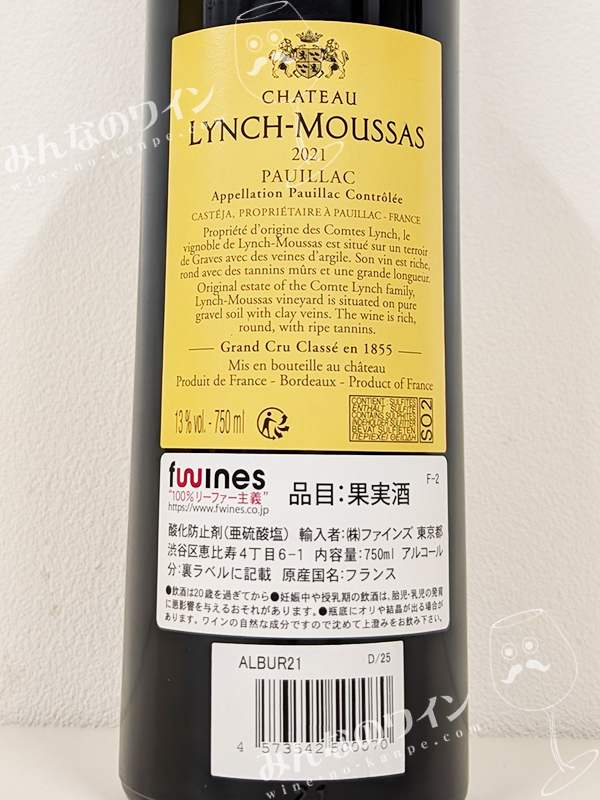 CHATEAU
LYNCH-MOUSSAS
2021
PAUILLAC
Appellation Pauillac Contrôlée
CASTÉJA, PROPRIÉTAIRE À PAUILLAC - FRANCE
Propriété d'origine des Comtes Lynch, le
vignoble de Lynch-Moussas est situé sur un terroir
de Graves avec des veines d'argile. Son vin est riche,
rond avec des tannins mûrs et une grande longueur.
Original estate of the Comte Lynch family,
Lynch-Moussas vineyard is situated on pure
gravel soil with clay veins. The wine is rich,
round, with ripe tannins.
Grand Cru Classé en 1855
Mis en bouteille au château
Produit de France - Bordeaux - Product of France
13% vol. - 750 ml
CONTIENT: SULFITES
ENTHÄLT SULFITE
CONTAINS SULPHITES
INDEHOLDER SULFITTER
BEVAT SULFIETEN
ΠΕΡΙΕΧΕΙ ΘΕΙΩΔΗ
SO2
fwines
"100%リーファー主義"
https://www.fwines.co.jp
品目:果実酒
F-2
酸化防止剤(亜硫酸塩) 輸入者:㈱ファインズ 東京都
渋谷区恵比寿4丁目6-1 内容量:750ml アルコール
分:裏ラベルに記載 原産国名:フランス
●飲酒は20歳を過ぎてから●妊娠中や授乳期の飲酒は、胎児・乳児の発育
に悪影響を与えるおそれがあります。●瓶底にオリや結晶が出る場合が
あります。ワインの自然な成分ですので沈めて上澄みをお飲み下さい。
ALBUR21
D/25
4 573542 500070
みんなのワイン
wine-no-kanpe.com
みんなのワイン
wine-no-kanpe.com